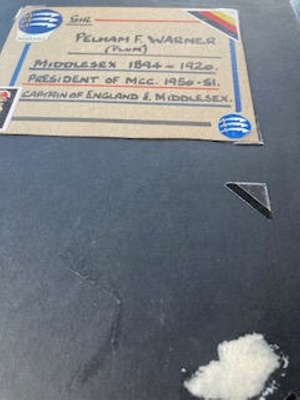 SIR
PELHAM F. WARNER
(PLUM)
MIDDLESEX 1894 ~ 1920.
PRESIDENT OF MCC. 1950-51.
CAPTAIN OF ENGLAND & MIDDLESEX.